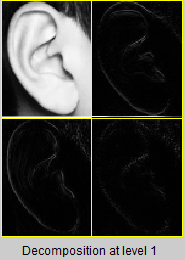 Decomposition at level 1